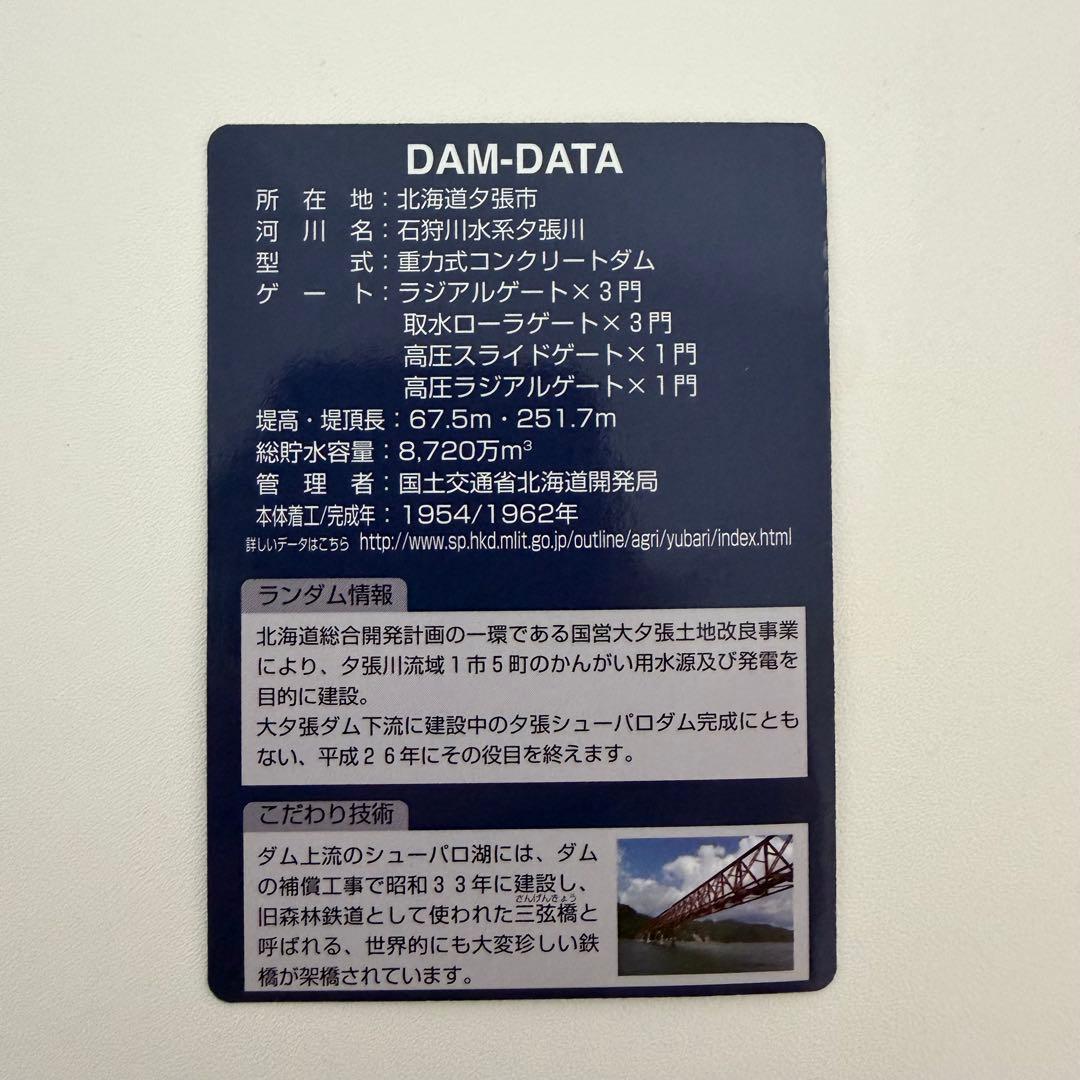 DAM-DATA
所在地：北海道夕張市
河川名：石狩川水系夕張川
型式：重力式コンクリートダム
ゲート：ラジアルゲート×3門
取水ローラゲート×3門
高圧スライドゲート×1門
高圧ラジアルゲート×1門
堤高・堤頂長：67.5m・251.7m
総貯水容量：8,720万m³
管理者：国土交通省北海道開発局
本体着工/完成年：1954/1962年
詳しいデータはこちら http://www.sp.hkd.mlit.go.jp/outline/agri/yubari/index.html
ランダム情報
北海道総合開発計画の一環である国営大夕張土地改良事業
により、夕張川流域1市5町のかんがい用水源及び発電を
目的に建設。
大夕張ダム下流に建設中の夕張シューパロダム完成にとも
ない、平成26年にその役目を終えます。
こだわり技術
ダム上流のシューパロ湖には、ダム
の補償工事で昭和33年に建設し、
さんげんきょう
旧森林鉄道として使われた三弦橋と
呼ばれる、世界的にも大変珍しい鉄
橋が架橋されています。